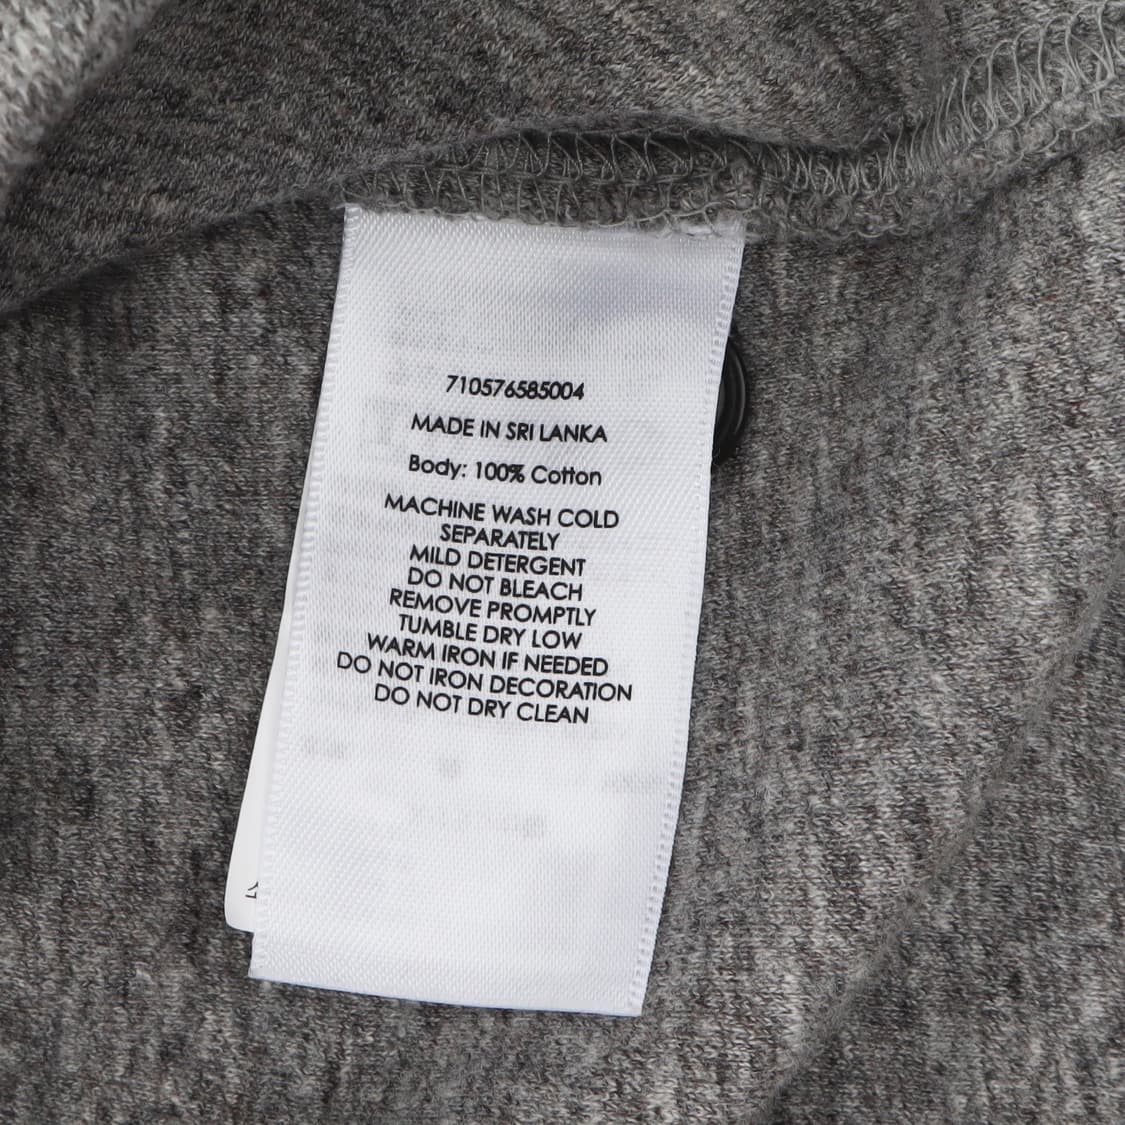 710576585004
MADE IN SRI LANKA
Body: 100% Cotton
MACHINE WASH COLD
SEPARATELY
MILD DETERGENT
DO NOT BLEACH
REMOVE PROMPTLY
TUMBLE DRY LOW
WARM IRON IF NEEDED
DO NOT IRON DECORATION
DO NOT DRY CLEAN